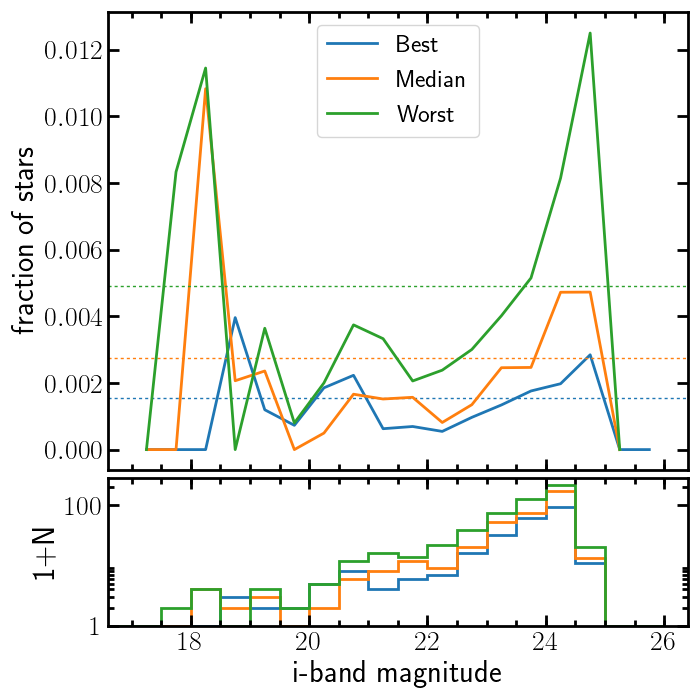 0.012
0.010
0.008
0.006
0.004
0.002
0.000
fraction of stars
Best
Median
Worst
100
1
1+N
18 20 22 24 26
i-band magnitude